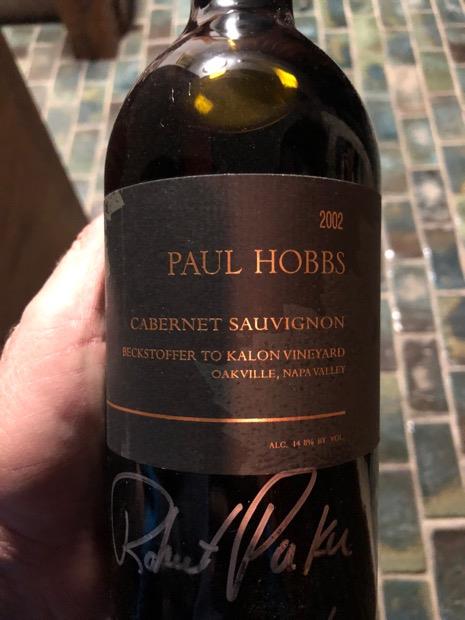 2002
PAUL HOBBS
CABERNET SAUVIGNON
BECKSTOFFER TO KALON VINEYARD
OAKVILLE, NAPA VALLEY
ALC. 14.8% BY VOL.
Robert Parker